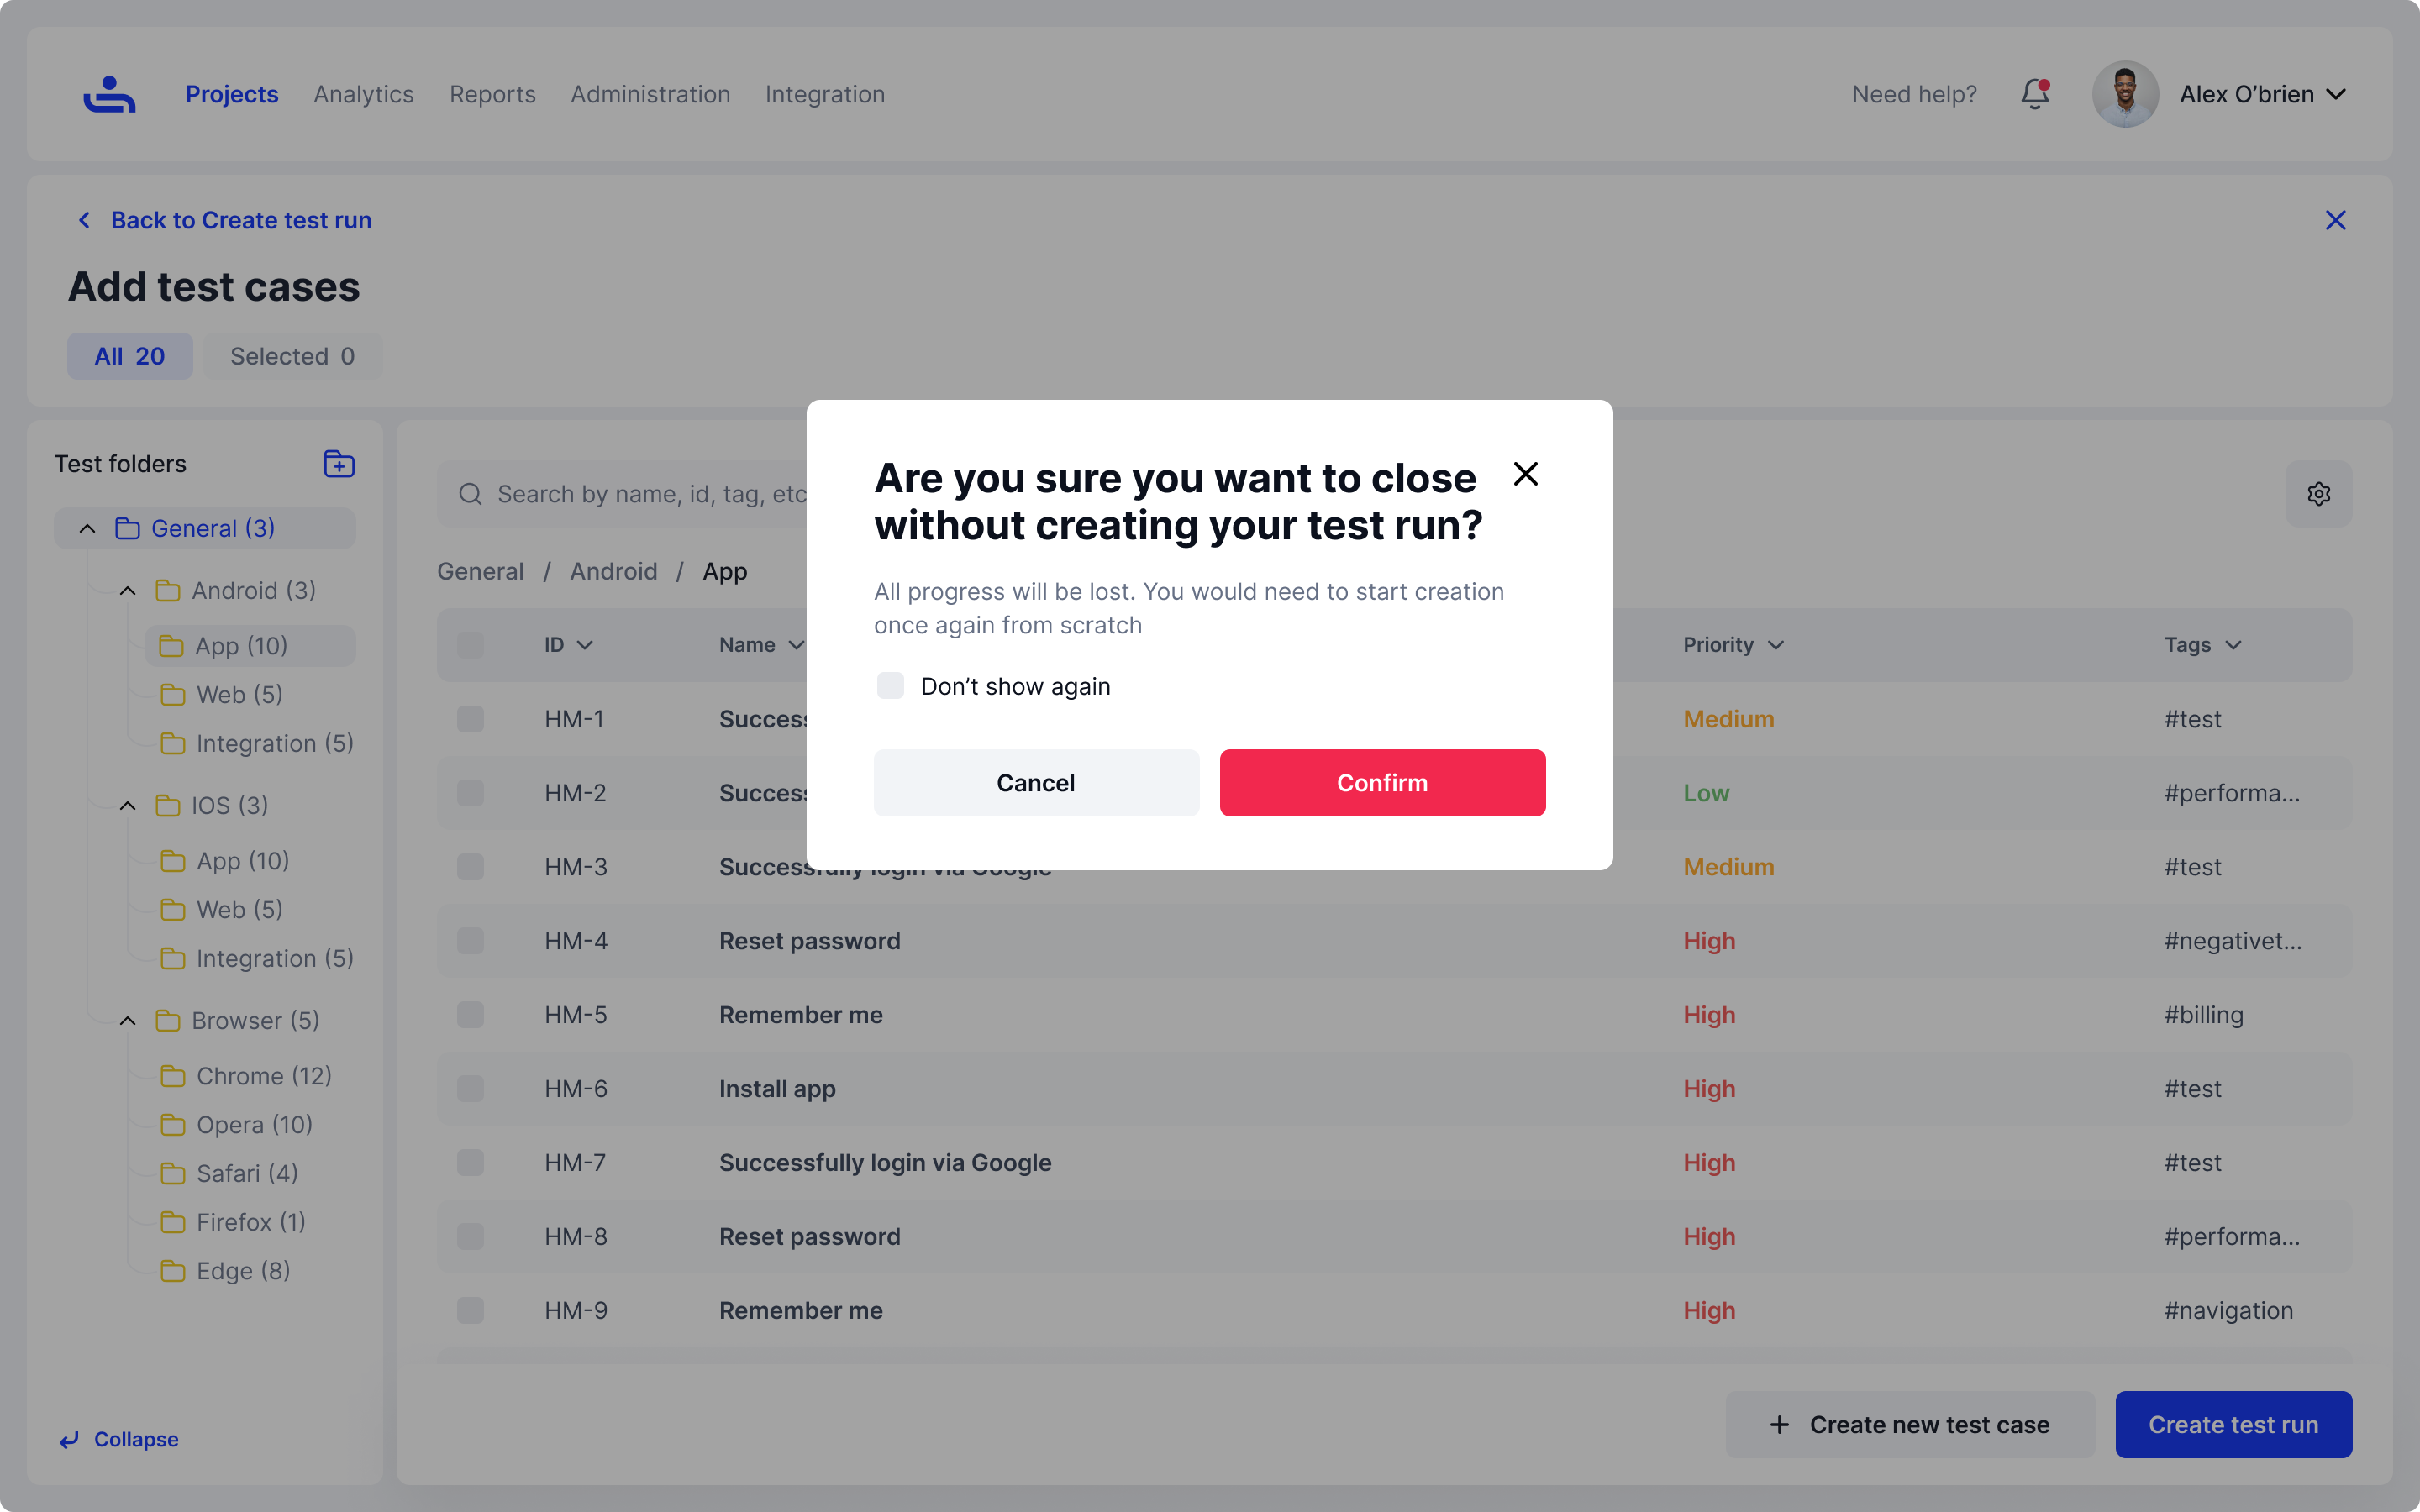 Projects Analytics Reports Administration Integration Need help? Alex O’brien
Back to Create test run
Add test cases
All 20 Selected 0
Test folders
General (3)
Android (3)
App (10)
Web (5)
Integration (5)
IOS (3)
App (10)
Web (5)
Integration (5)
Browser (5)
Chrome (12)
Opera (10)
Safari (4)
Firefox (1)
Edge (8)
Collapse
Search by name, id, tag, etc
General / Android / App
ID Name Priority Tags
HM-1 Success Medium #test
HM-2 Success Low #performa...
HM-3 Successfully login via Google Medium #test
HM-4 Reset password High #negativet...
HM-5 Remember me High #billing
HM-6 Install app High #test
HM-7 Successfully login via Google High #test
HM-8 Reset password High #performa...
HM-9 Remember me High #navigation
Create new test case Create test run
Are you sure you want to close
without creating your test run?
All progress will be lost. You would need to start creation
once again from scratch
Don’t show again
Cancel Confirm